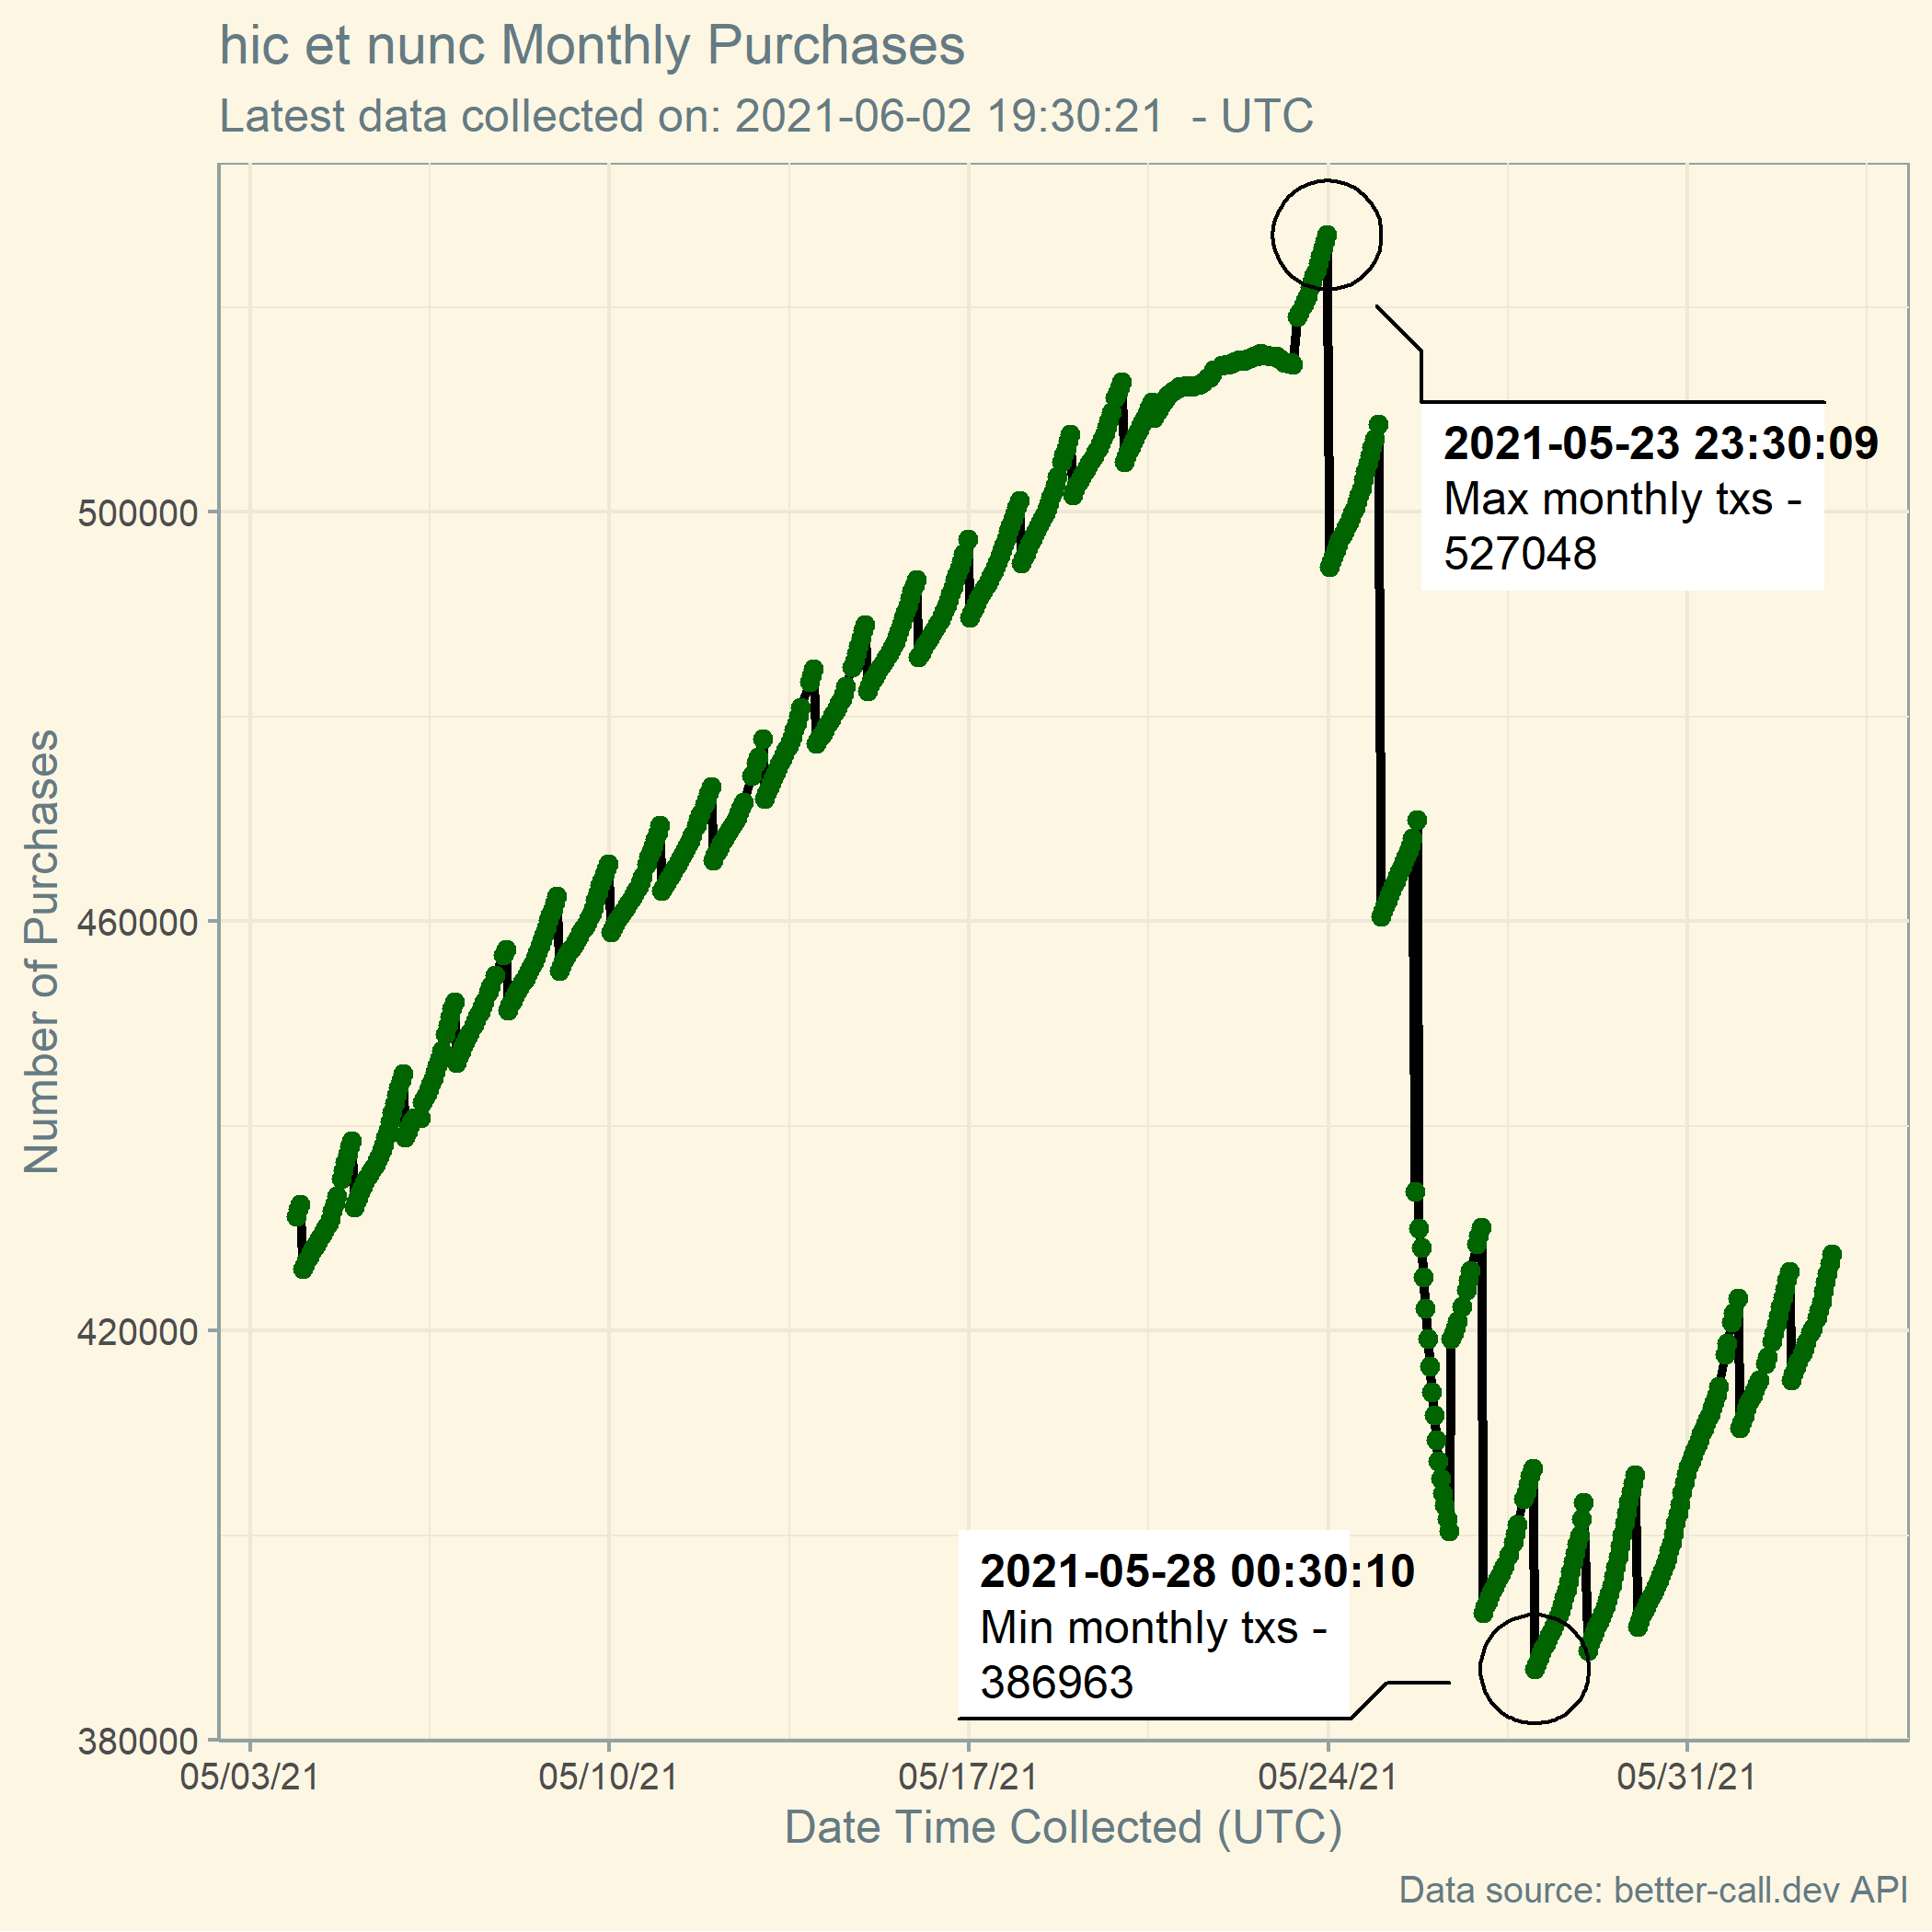 hic et nunc Monthly Purchases
Latest data collected on: 2021-06-02 19:30:21  - UTC
2021-05-23 23:30:09
Max monthly txs -
527048
500000
460000
420000
380000
Number of Purchases
2021-05-28 00:30:10
Min monthly txs -
386963
05/03/21
05/10/21
05/17/21
05/24/21
05/31/21
Date Time Collected (UTC)
Data source: better-call.dev API